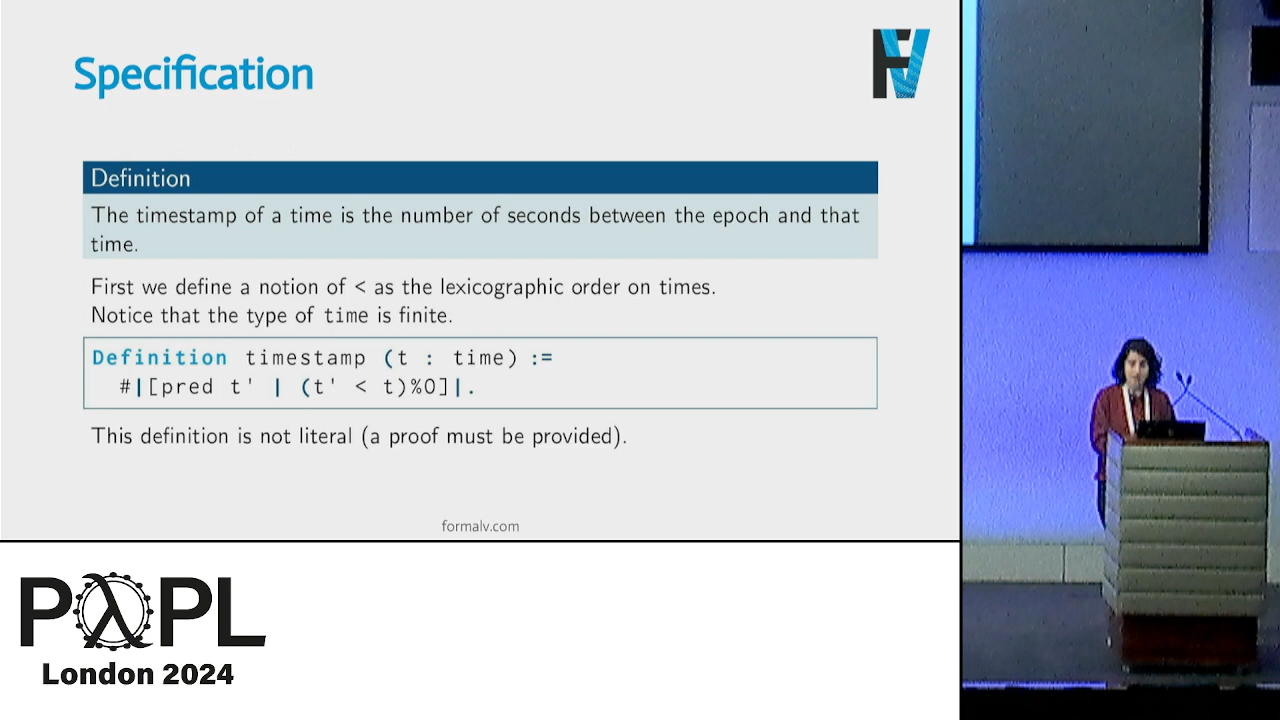 Specification
FV
Definition
The timestamp of a time is the number of seconds between the epoch and that
time.
First we define a notion of < as the lexicographic order on times.
Notice that the type of time is finite.
Definition timestamp (t : time) :=
#|[pred t' | (t' < t)%O]|.
This definition is not literal (a proof must be provided).
formalv.com
PλPL
London 2024